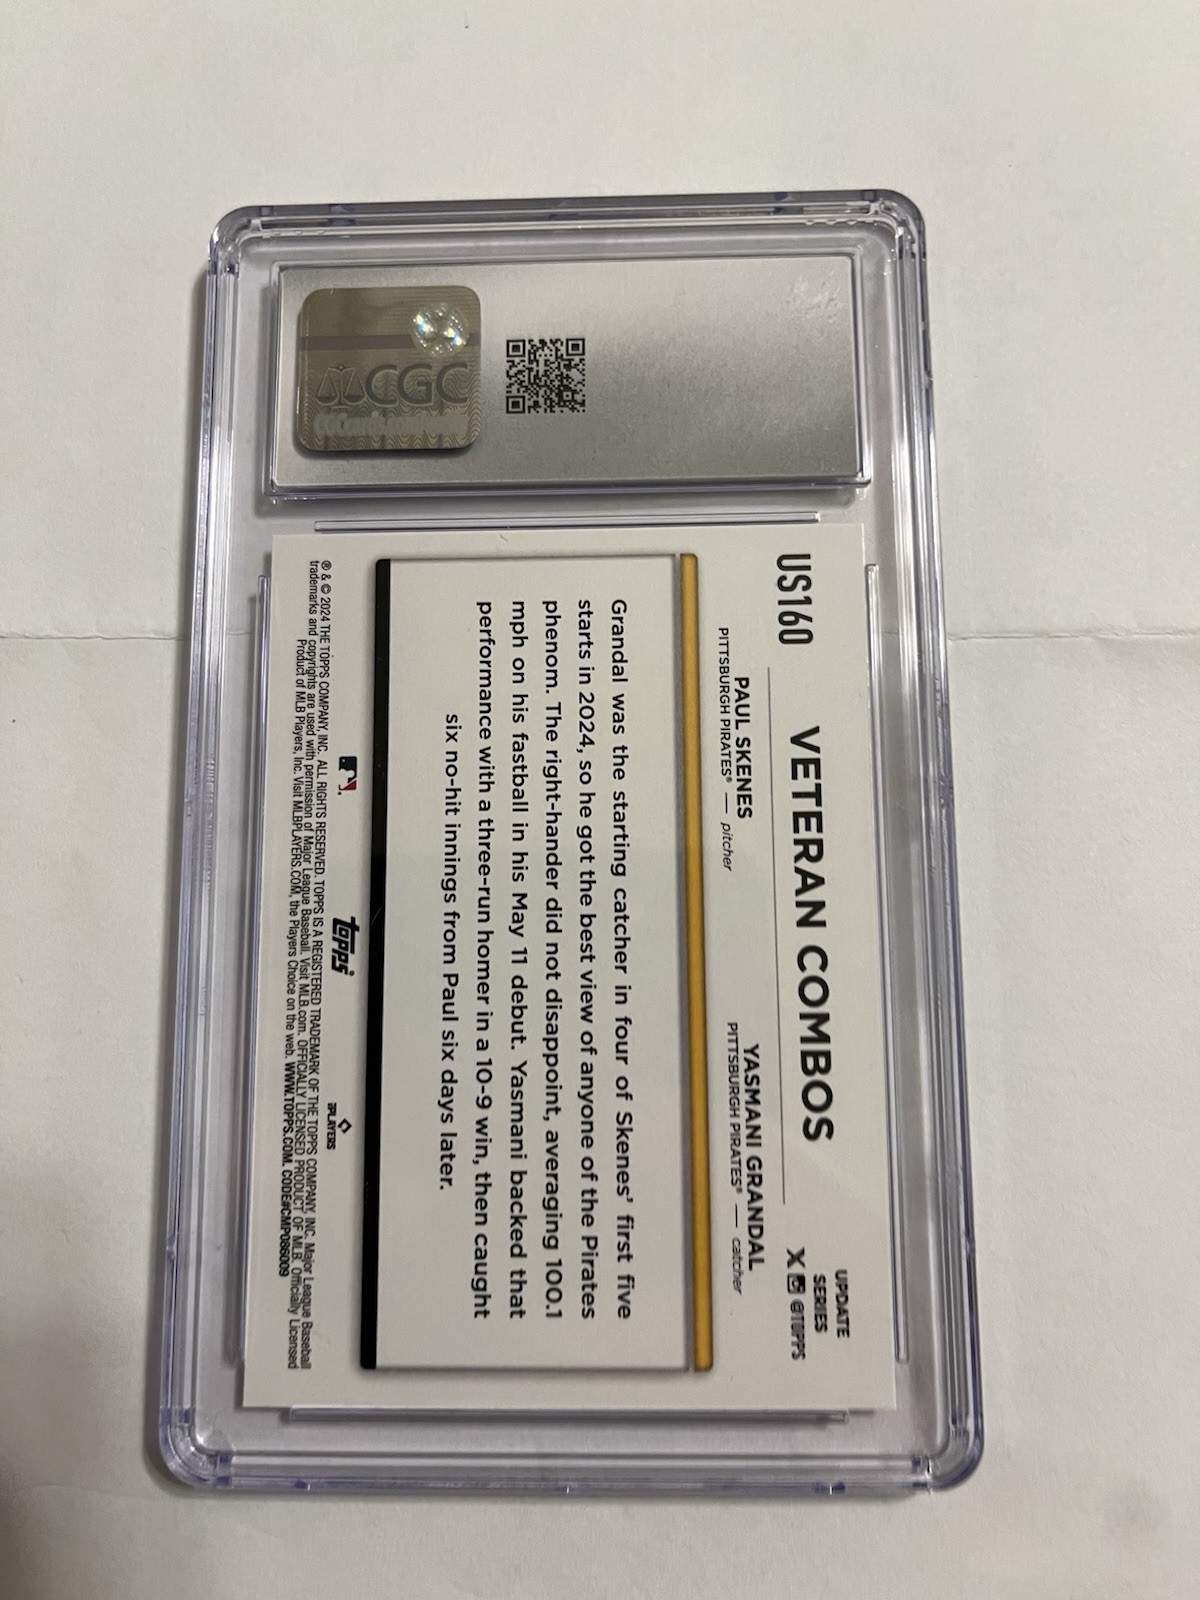 CGC
US160
VETERAN COMBOS
UPDATE
SERIES
X @TOPPS
PAUL SKENES
PITTSBURGH PIRATES® — pitcher
YASMANI GRANDAL
PITTSBURGH PIRATES® — catcher
Grandal was the starting catcher in four of Skenes' first five
starts in 2024, so he got the best view of anyone of the Pirates
phenom. The right-hander did not disappoint, averaging 100.1
mph on his fastball in his May 11 debut. Yasmani backed that
performance with a three-run homer in a 10-9 win, then caught
six no-hit innings from Paul six days later.
topps
PLAYERS
® & © 2024 THE TOPPS COMPANY, INC. ALL RIGHTS RESERVED. TOPPS IS A REGISTERED TRADEMARK OF THE TOPPS COMPANY, INC. Major League Baseball
trademarks and copyrights are used with permission of Major League Baseball. Visit MLB.com. OFFICIALLY LICENSED PRODUCT OF MLB. Officially Licensed
Product of MLB Players, Inc. Visit MLBPLAYERS.COM, the Players Choice on the web. WWW.TOPPS.COM. CODE#CMP086009